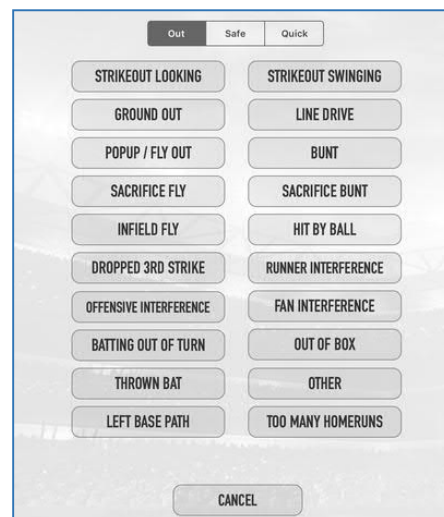 Out Safe Quick
STRIKEOUT LOOKING STRIKEOUT SWINGING
GROUND OUT LINE DRIVE
POPUP / FLY OUT BUNT
SACRIFICE FLY SACRIFICE BUNT
INFIELD FLY HIT BY BALL
DROPPED 3RD STRIKE RUNNER INTERFERENCE
OFFENSIVE INTERFERENCE FAN INTERFERENCE
BATTING OUT OF TURN OUT OF BOX
THROWN BAT OTHER
LEFT BASE PATH TOO MANY HOMERUNS
CANCEL